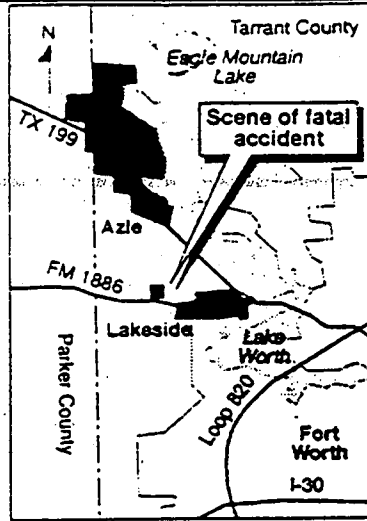 N
Tarrant County
Eagle Mountain
Lake
TX 199
Scene of fatal
accident
Azle
FM 1886
Lakeside
Lake
Worth
Parker County
Loop 820
Fort
Worth
I-30